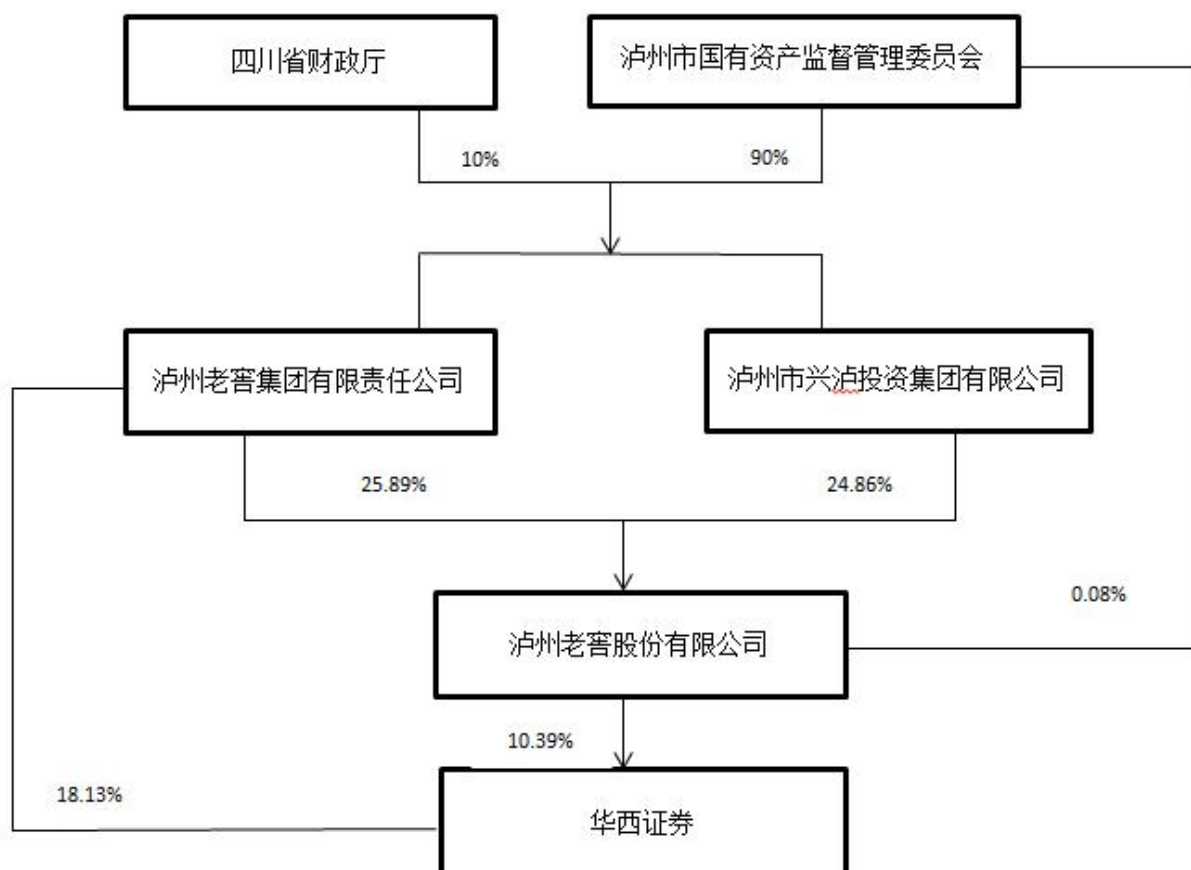 四川省财政厅
泸州市国有资产监督管理委员会
10%
90%
泸州老窖集团有限责任公司
泸州市兴泸投资集团有限公司
25.89%
24.86%
0.08%
泸州老窖股份有限公司
10.39%
18.13%
华西证券